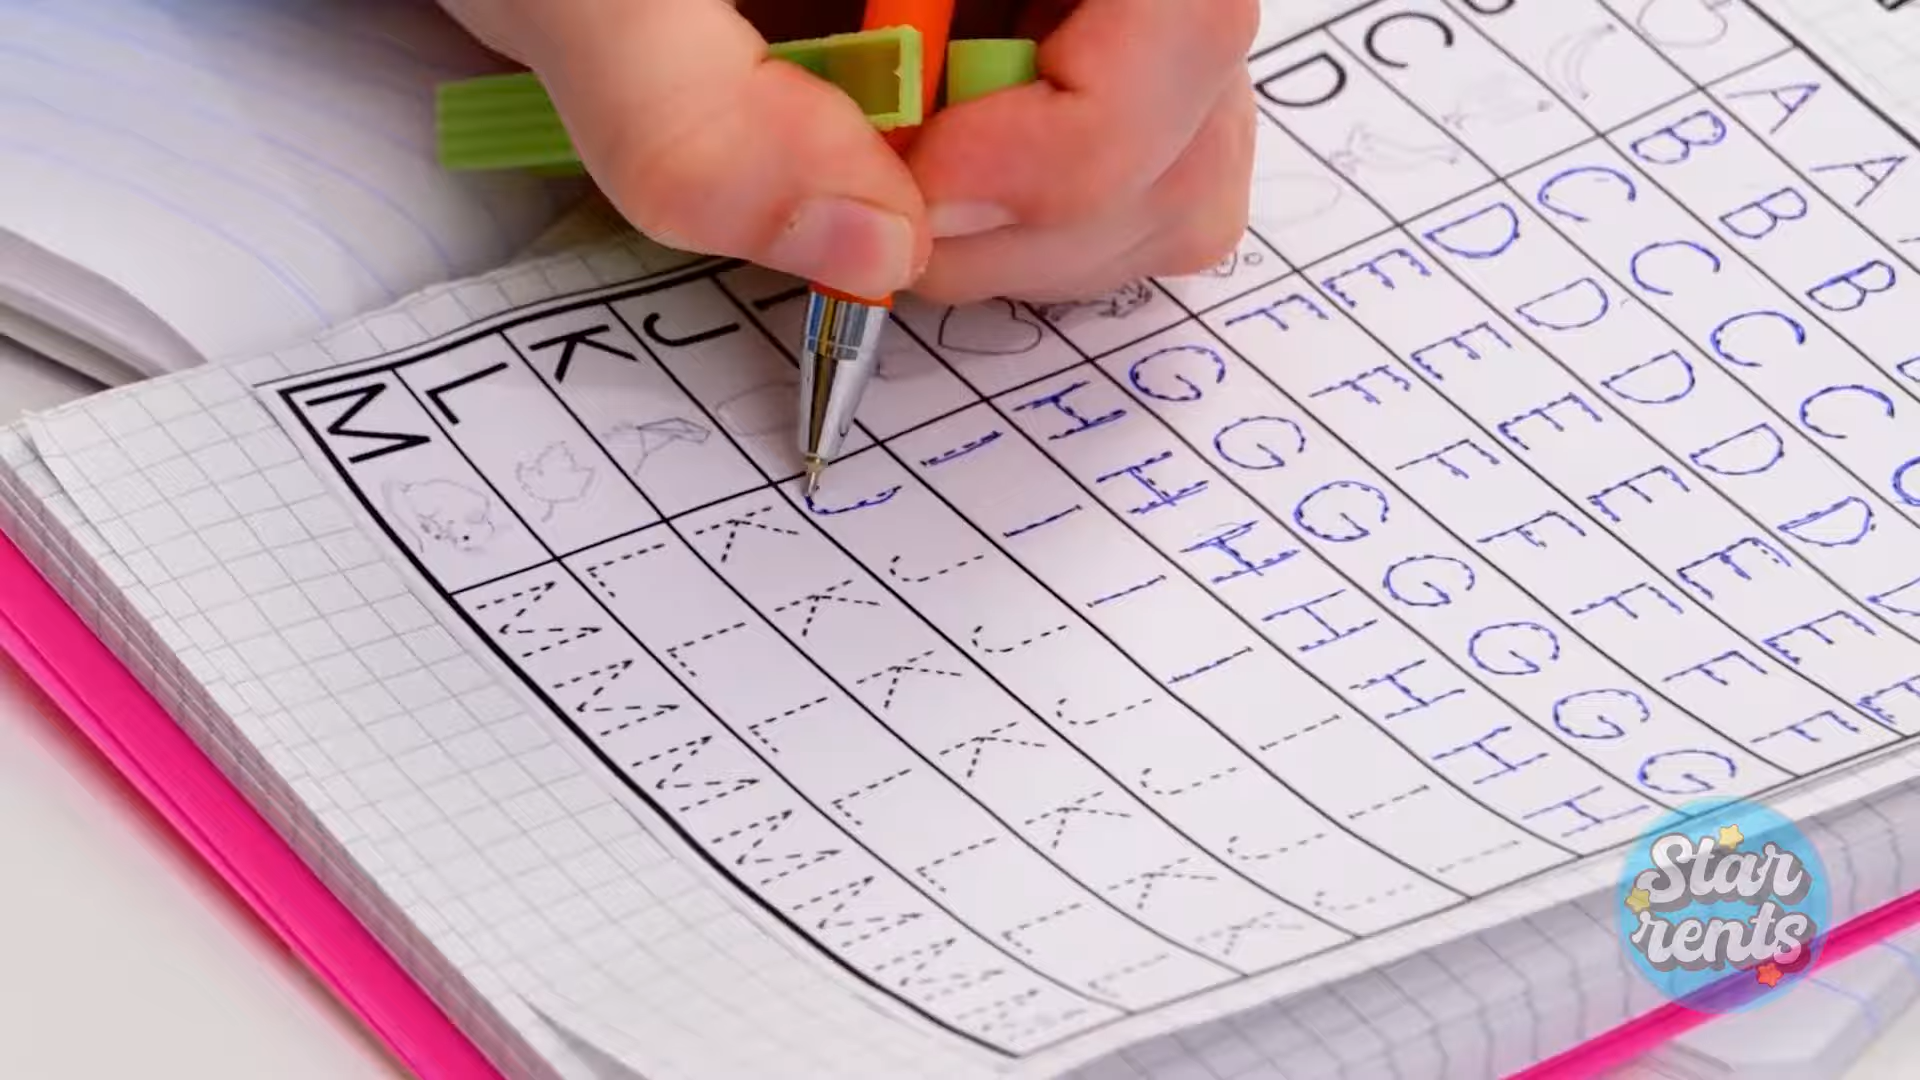 A A
B B B
C C C C C
D D D D D D
E E E E E E E
F F F F F F F
G G G G G G G
H H H H H H H
I I I I I I I
J J J J J J J J
K K K K K K K K
L L L L L L L L
M M M M M M M M
Star
rents